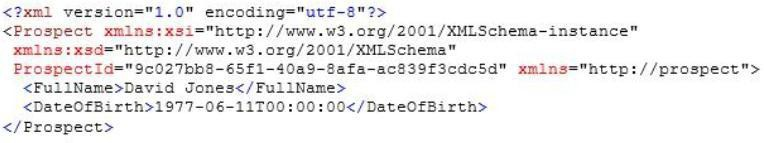 <?xml version="1.0" encoding="utf-8"?>
<Prospect xmlns:xsi="http://www.w3.org/2001/XMLSchema-instance"
xmlns:xsd="http://www.w3.org/2001/XMLSchema"
ProspectId="9c027bb8-65f1-40a9-8afa-ac839f3cdc5d" xmlns="http://prospect">
<FullName>David Jones</FullName>
<DateOfBirth>1977-06-11T00:00:00</DateOfBirth>
</Prospect>